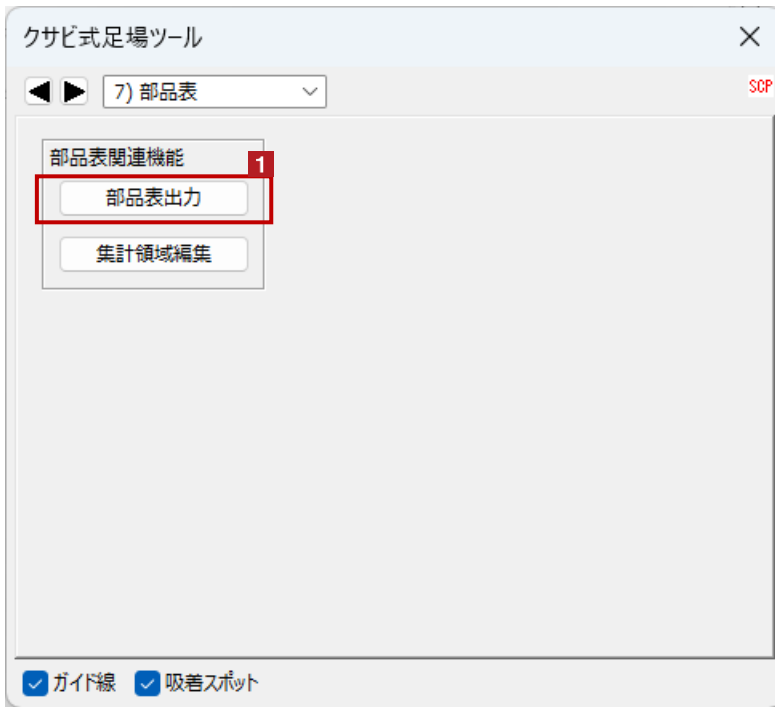 クサビ式足場ツール
7) 部品表
SCP
部品表関連機能
1
部品表出力
集計領域編集
ガイド線 吸着スポット